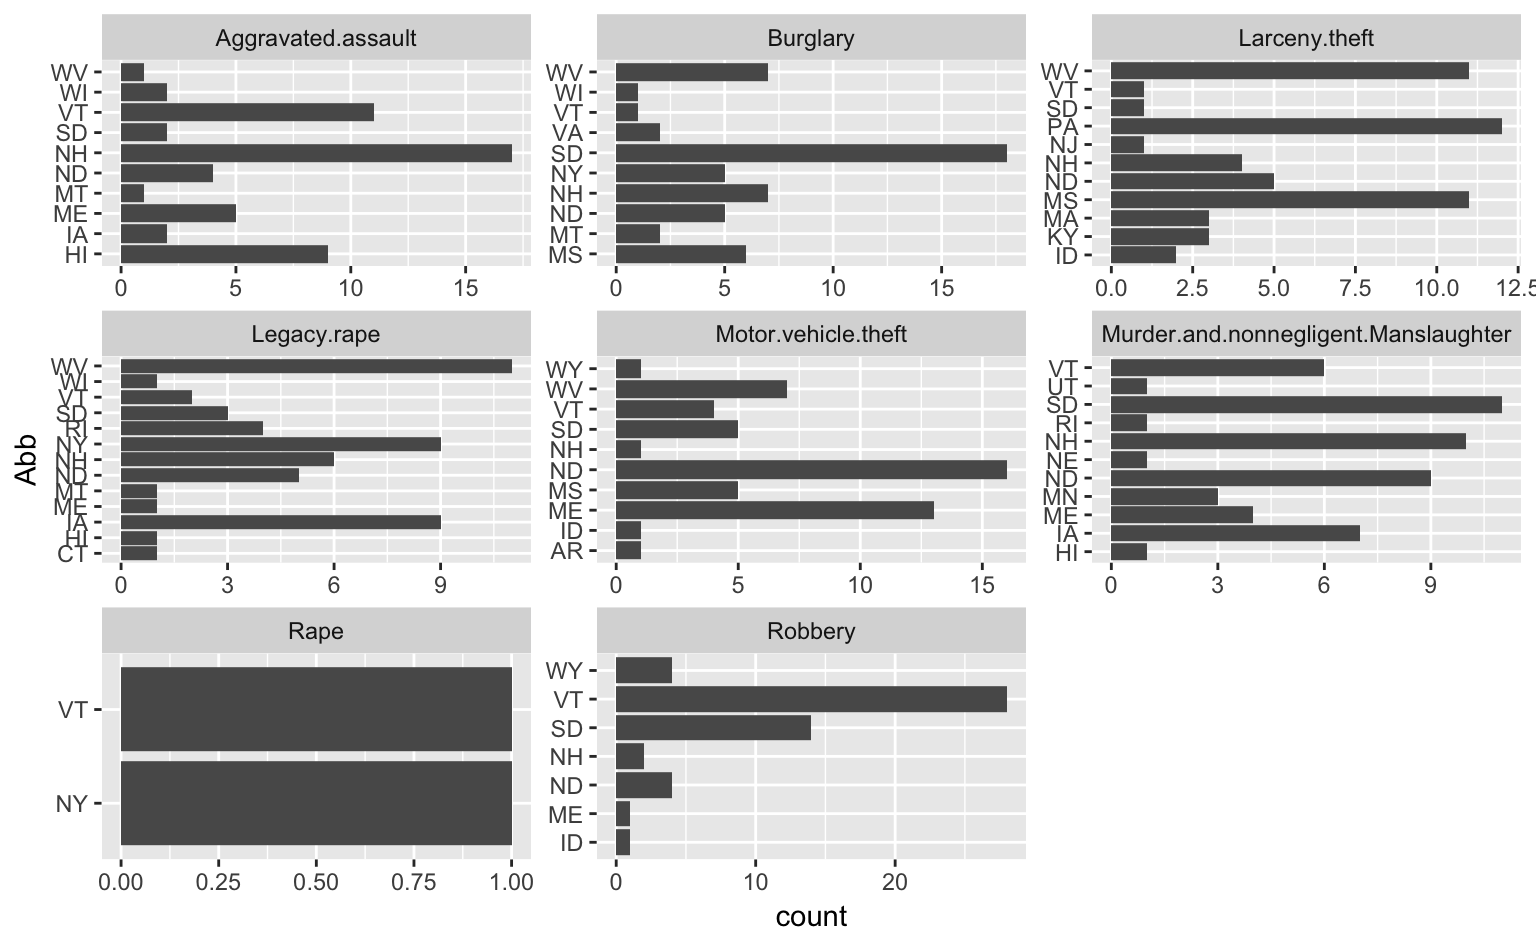 Aggravated.assault
WV
WI
VT
SD
NH
ND
MT
ME
IA
HI
0 5 10 15
Burglary
WV
WI
VT
VA
SD
NY
NH
ND
MT
MS
0 5 10 15
Larceny.theft
WV
VT
SD
PA
NJ
NH
ND
MS
MA
KY
ID
0.0 2.5 5.0 7.5 10.0 12.5
Abb
Legacy.rape
WV
WI
VT
SD
RI
NY
NH
ND
MT
ME
IA
HI
CT
0 3 6 9
Motor.vehicle.theft
WY
WV
VT
SD
NH
ND
MS
ME
ID
AR
0 5 10 15
Murder.and.nonnegligent.Manslaughter
VT
UT
SD
RI
NH
NE
ND
MN
ME
IA
HI
0 3 6 9
Rape
VT
NY
0.00 0.25 0.50 0.75 1.00
Robbery
WY
VT
SD
NH
ND
ME
ID
0 10 20
count